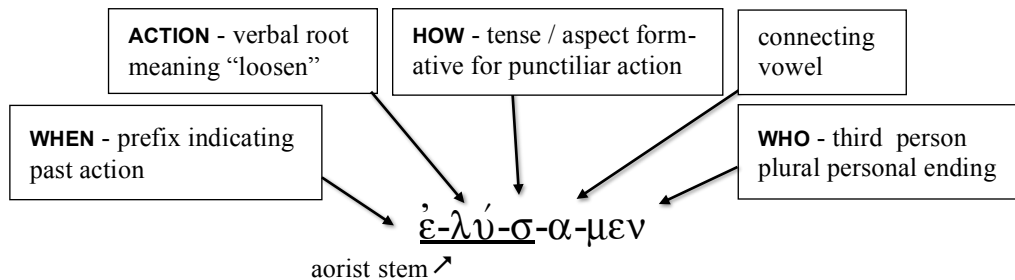 ACTION - verbal root
meaning “loosen”
HOW - tense / aspect form-
ative for punctiliar action
connecting
vowel
WHEN - prefix indicating
past action
WHO - third person
plural personal ending
ἐ-λύ-σ-α-μεν
aorist stem ↗